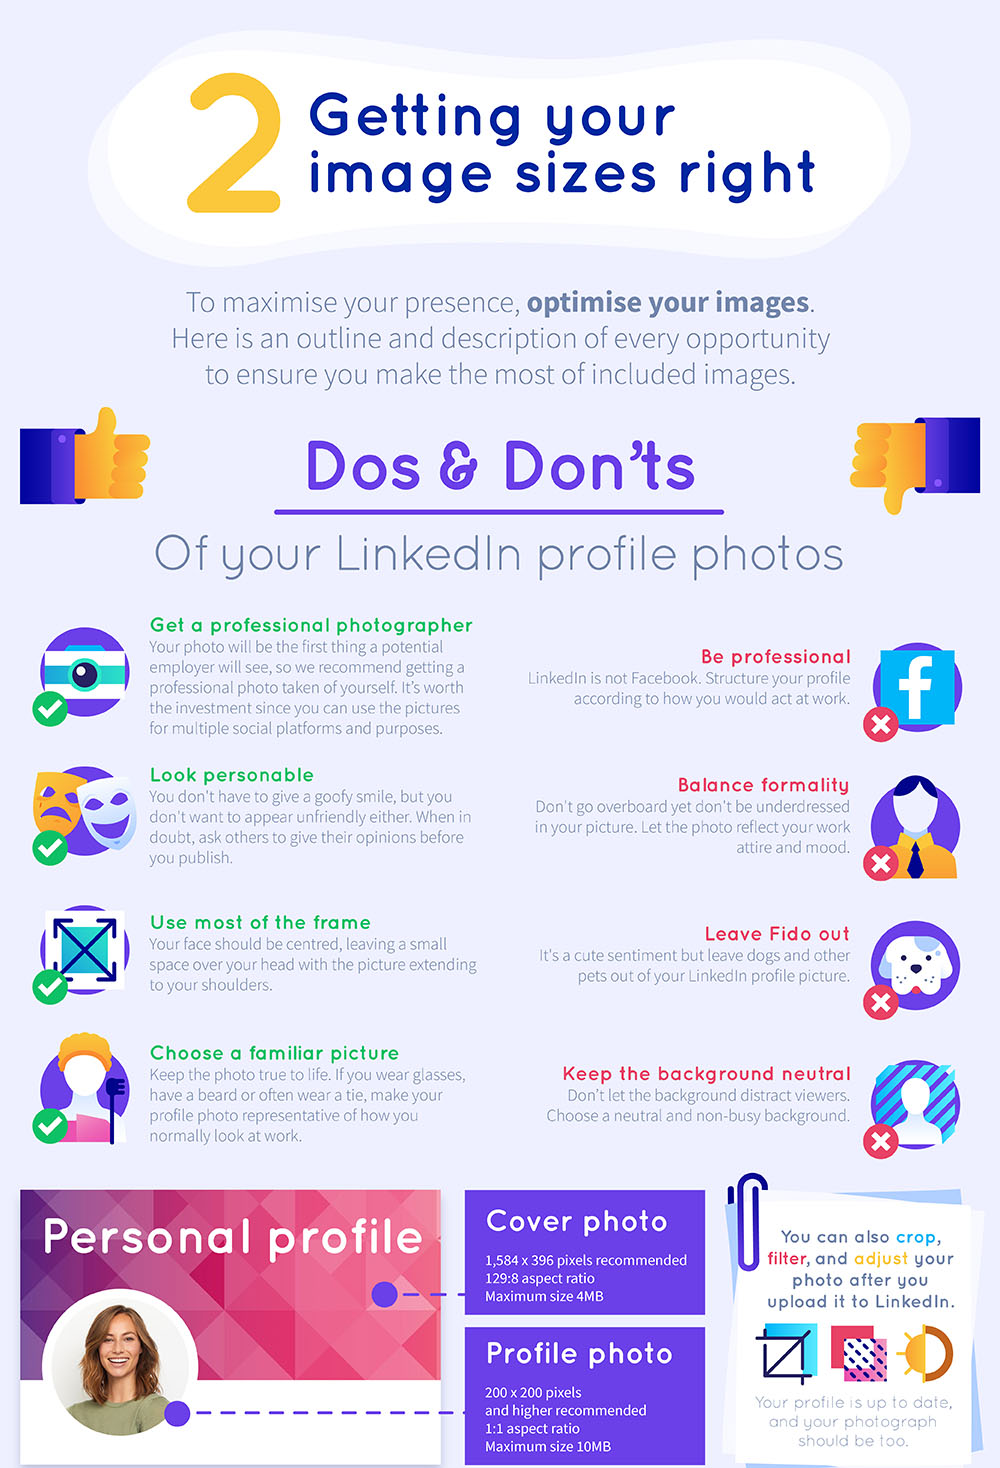 2
Getting your
image sizes right
To maximise your presence, optimise your images.
Here is an outline and description of every opportunity
to ensure you make the most of included images.
Dos & Don'ts
Of your LinkedIn profile photos
Get a professional photographer
Your photo will be the first thing a potential
employer will see, so we recommend getting a
professional photo taken of yourself. It's worth
the investment since you can use the pictures
for multiple social platforms and purposes.
Look personable
You don't have to give a goofy smile, but you
don't want to appear unfriendly either. When in
doubt, ask others to give their opinions before
you publish.
Use most of the frame
Your face should be centred, leaving a small
space over your head with the picture extending
to your shoulders.
Choose a familiar picture
Keep the photo true to life. If you wear glasses,
have a beard or often wear a tie, make your
profile photo representative of how you
normally look at work.
Be professional
LinkedIn is not Facebook. Structure your profile
according to how you would act at work.
f
Balance formality
Don't go overboard yet don't be underdressed
in your picture. Let the photo reflect your work
attire and mood.
Leave Fido out
It's a cute sentiment but leave dogs and other
pets out of your LinkedIn profile picture.
Keep the background neutral
Don't let the background distract viewers.
Choose a neutral and non-busy background.
Personal profile
Cover photo
1,584 x 396 pixels recommended
129:8 aspect ratio
Maximum size 4MB
Profile photo
200 x 200 pixels
and higher recommended
1:1 aspect ratio
Maximum size 10MB
You can also crop,
filter, and adjust your
photo after you
upload it to LinkedIn.
Your profile is up to date,
and your photograph
should be too.